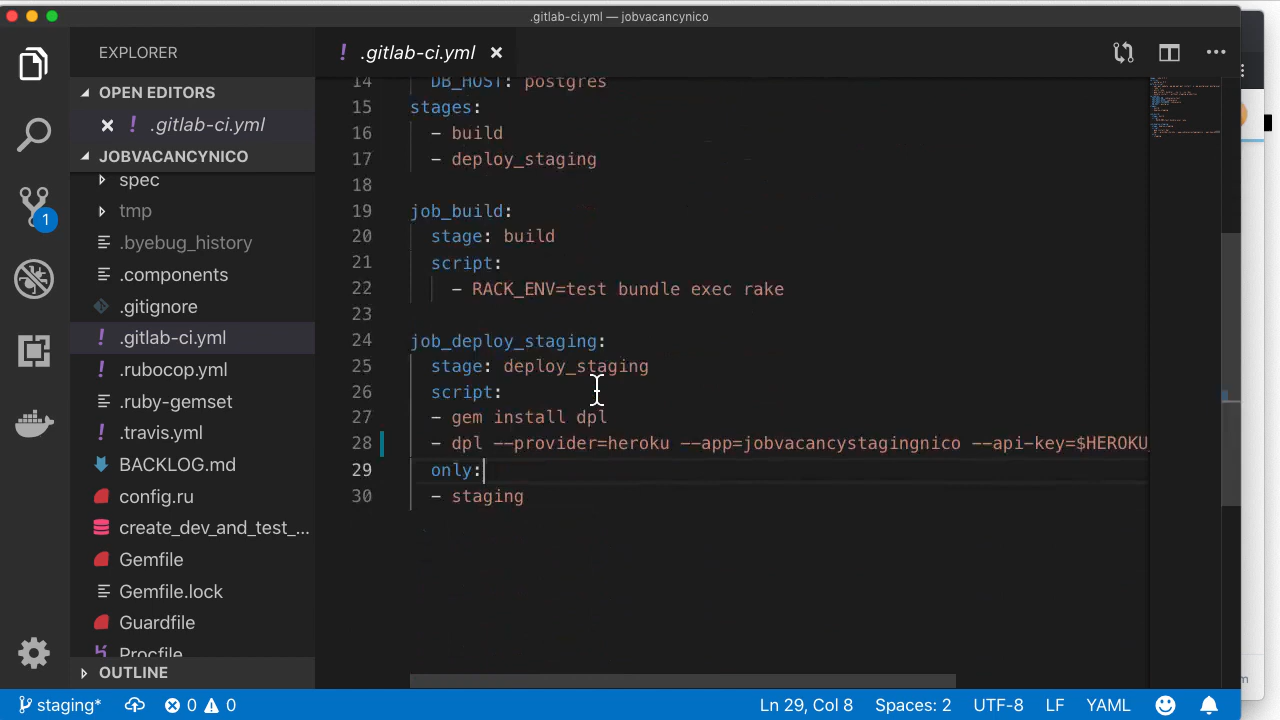 .gitlab-ci.yml — jobvacancynico
EXPLORER
OPEN EDITORS
.gitlab-ci.yml
JOBVACANCYNICO
spec
tmp
.byebug_history
.components
.gitignore
.gitlab-ci.yml
.rubocop.yml
.ruby-gemset
.travis.yml
BACKLOG.md
config.ru
create_dev_and_test_...
Gemfile
Gemfile.lock
Guardfile
Procfile
OUTLINE
1
.gitlab-ci.yml
14 DB_HOST: postgres
15 stages:
16 - build
17 - deploy_staging
18
19 job_build:
20 stage: build
21 script:
22 - RACK_ENV=test bundle exec rake
23
24 job_deploy_staging:
25 stage: deploy_staging
26 script:
27 - gem install dpl
28 - dpl --provider=heroku --app=jobvacancystagingnico --api-key=$HEROKU_
29 only:
30 - staging
staging* 0 0 Ln 29, Col 8 Spaces: 2 UTF-8 LF YAML